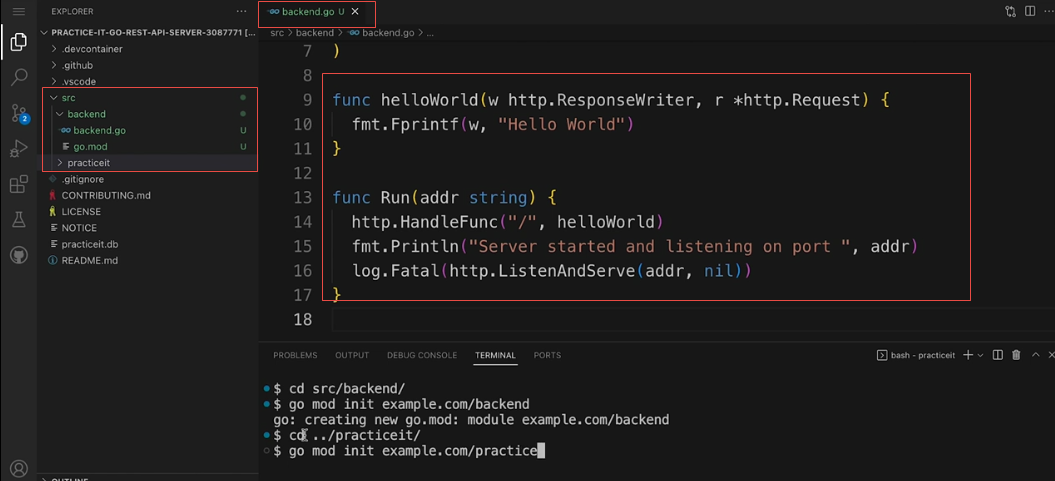 EXPLORER ...
PRACTICE-IT-GO-REST-API-SERVER-3087771 [...
.devcontainer
.github
.vscode
src
backend
backend.go U
go.mod U
practiceit
.gitignore
CONTRIBUTING.md
LICENSE
NOTICE
practiceit.db
README.md
OUTLINE
2
backend.go U
src > backend > backend.go > ...
7 )
8
9 func helloWorld(w http.ResponseWriter, r *http.Request) {
10 fmt.Fprintf(w, "Hello World")
11 }
12
13 func Run(addr string) {
14 http.HandleFunc("/", helloWorld)
15 fmt.Println("Server started and listening on port ", addr)
16 log.Fatal(http.ListenAndServe(addr, nil))
17 }
18
PROBLEMS OUTPUT DEBUG CONSOLE TERMINAL PORTS bash - practiceit
$ cd src/backend/
$ go mod init example.com/backend
go: creating new go.mod: module example.com/backend
$ cd ../practiceit/
$ go mod init example.com/practice